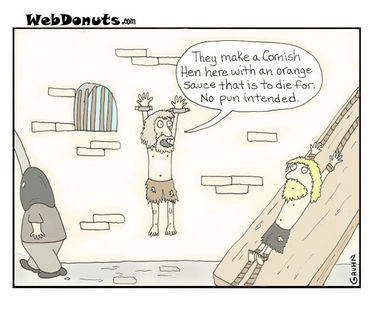 WebDonuts.com
They make a Cornish
Hen here with an orange
Sauce that is to die for.
No pun intended.
GRUHN